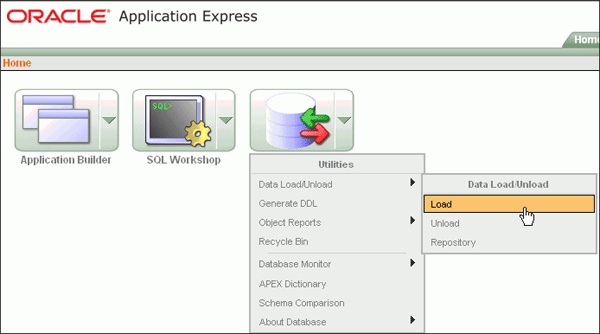 ORACLE® Application Express
Home
Home
SQL>
Application Builder
SQL Workshop
Utilities
Data Load/Unload
Generate DDL
Object Reports
Recycle Bin
Database Monitor
APEX Dictionary
Schema Comparison
About Database
Data Load/Unload
Load
Unload
Repository